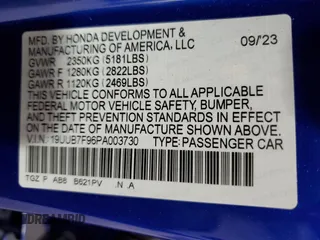 MFD. BY HONDA DEVELOPMENT & 09/23
MANUFACTURING OF AMERICA, LLC
GVWR 2350KG (5181LBS)
GAWR F 1280KG (2822LBS)
GAWR R 1120KG (2469LBS)
THIS VEHICLE CONFORMS TO ALL APPLICABLE
FEDERAL MOTOR VEHICLE SAFETY, BUMPER,
AND THEFT PREVENTION STANDARDS IN EFFECT
ON THE DATE OF MANUFACTURE SHOWN ABOVE.
V.I.N.: 19UUB7F96PA003730 TYPE: PASSENGER CAR
TGZ P AB6 B621PV .N .A
© IDREAMBID